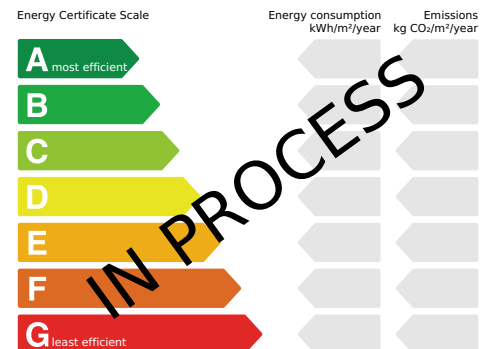 Energy Certificate Scale
Energy consumption
kWh/m²/year
Emissions
kg CO₂/m²/year
A most efficient
B
C
D
E
F
G least efficient
IN PROCESS